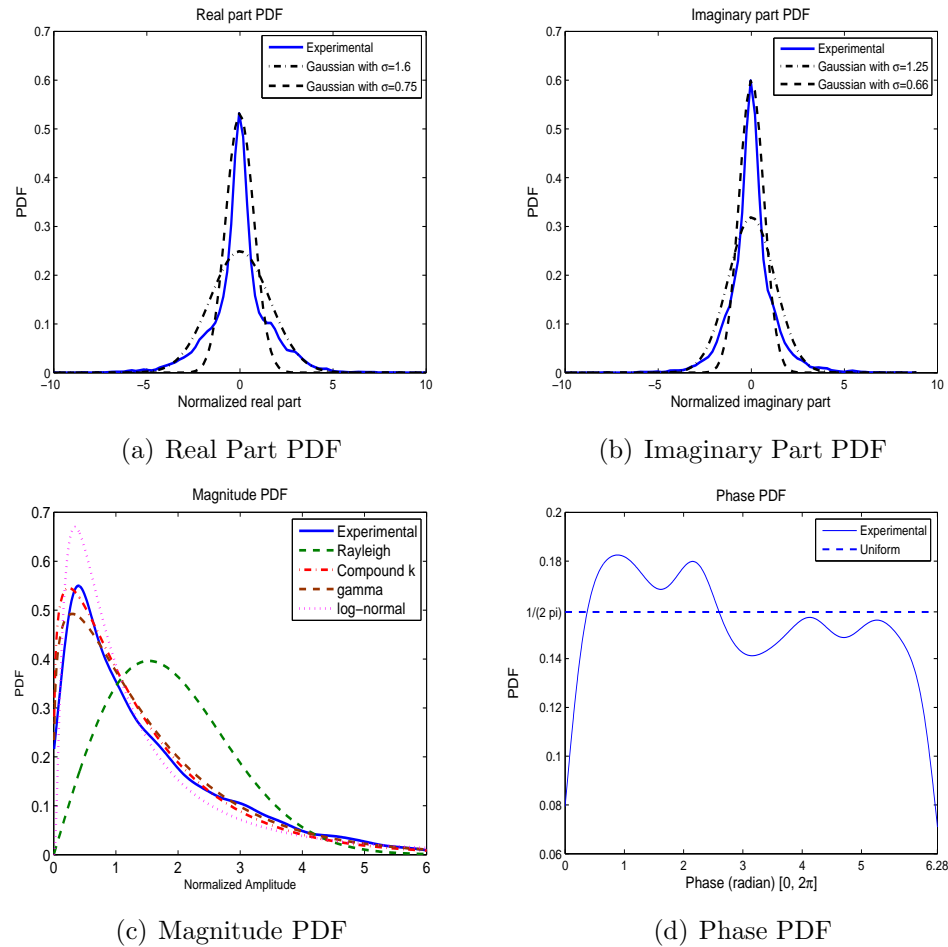 Real part PDF
0.7
0.6
0.5
0.4
0.3
0.2
0.1
0
PDF
Experimental
Gaussian with σ=1.6
Gaussian with σ=0.75
−10
−5
0
5
10
Normalized real part
(a) Real Part PDF
Imaginary part PDF
0.7
0.6
0.5
0.4
0.3
0.2
0.1
0
PDF
Experimental
Gaussian with σ=1.25
Gaussian with σ=0.66
−10
−5
0
5
10
Normalized imaginary part
(b) Imaginary Part PDF
Magnitude PDF
0.7
0.6
0.5
0.4
0.3
0.2
0.1
0
PDF
Experimental
Rayleigh
Compound k
gamma
log−normal
0
1
2
3
4
5
6
Normalized Amplitude
(c) Magnitude PDF
Phase PDF
0.2
0.18
1/(2 pi)
0.14
0.12
0.1
0.08
0.06
PDF
Experimental
Uniform
0
1
2
3
4
5
6.28
Phase (radian) [0, 2π]
(d) Phase PDF